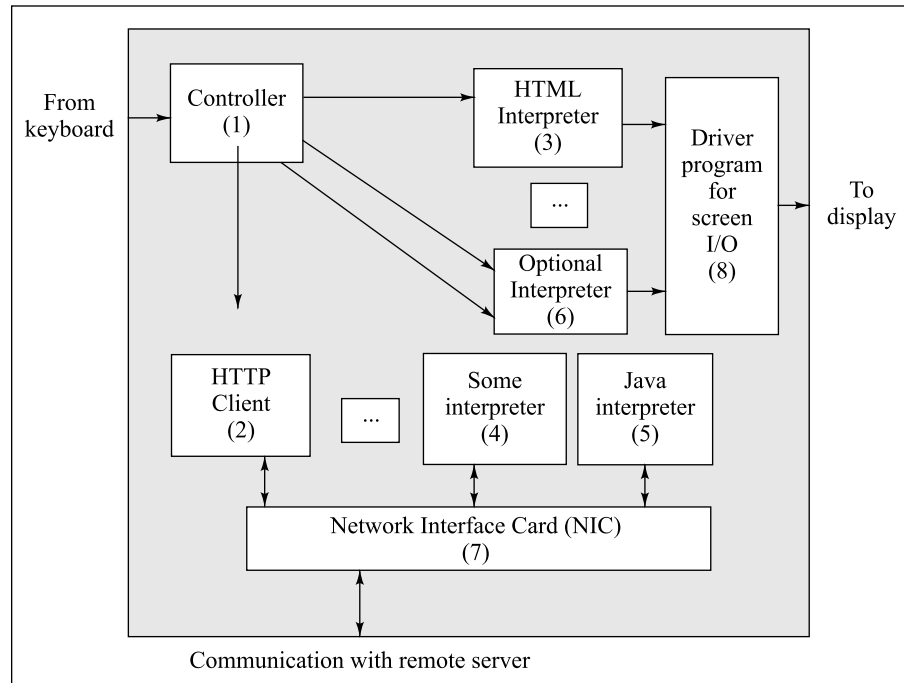 From
keyboard
Controller
(1)
HTML
Interpreter
(3)
...
Optional
Interpreter
(6)
Driver
program
for
screen
I/O
(8)
To
display
HTTP
Client
(2)
...
Some
interpreter
(4)
Java
interpreter
(5)
Network Interface Card (NIC)
(7)
Communication with remote server